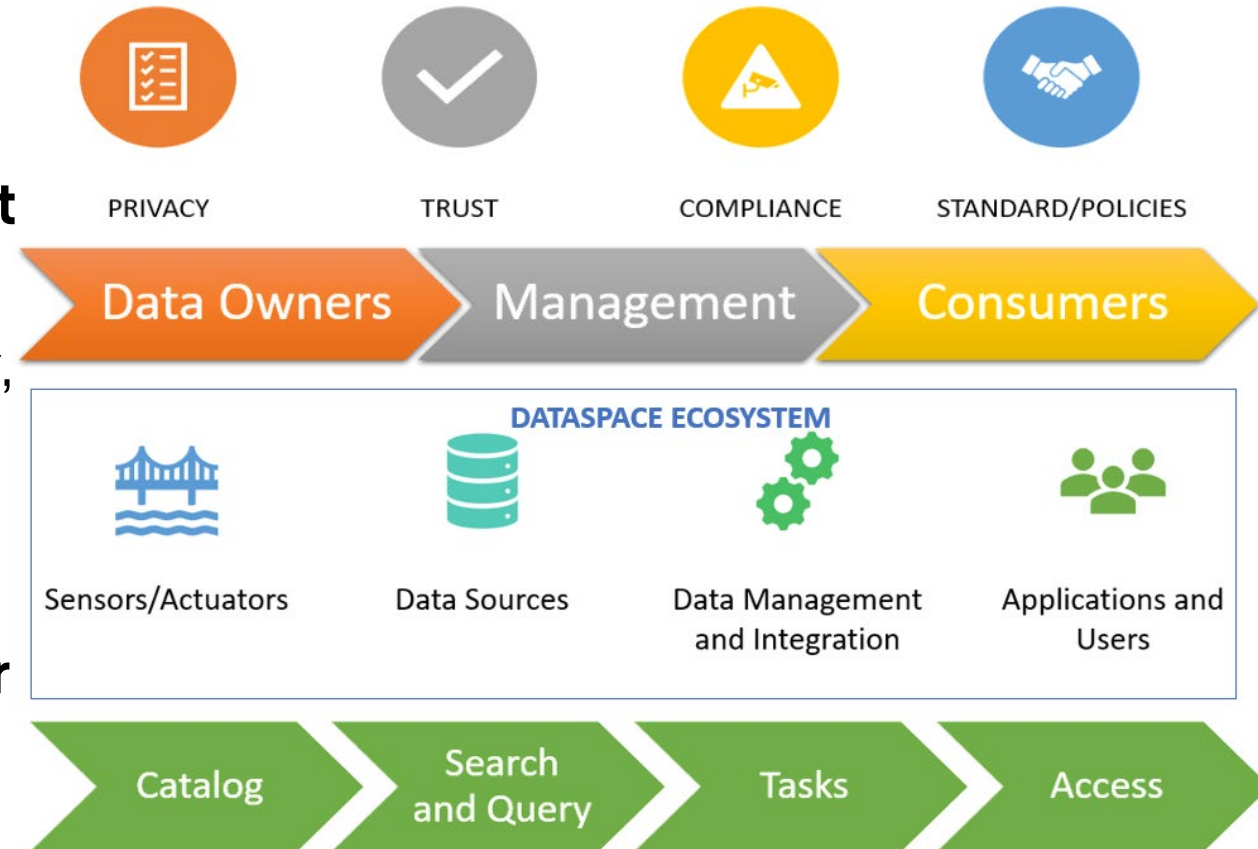 PRIVACY TRUST COMPLIANCE STANDARD/POLICIES
t
Data Owners Management Consumers
,
DATASPACE ECOSYSTEM
Sensors/Actuators Data Sources Data Management and Integration Applications and Users
r
Catalog Search and Query Tasks Access